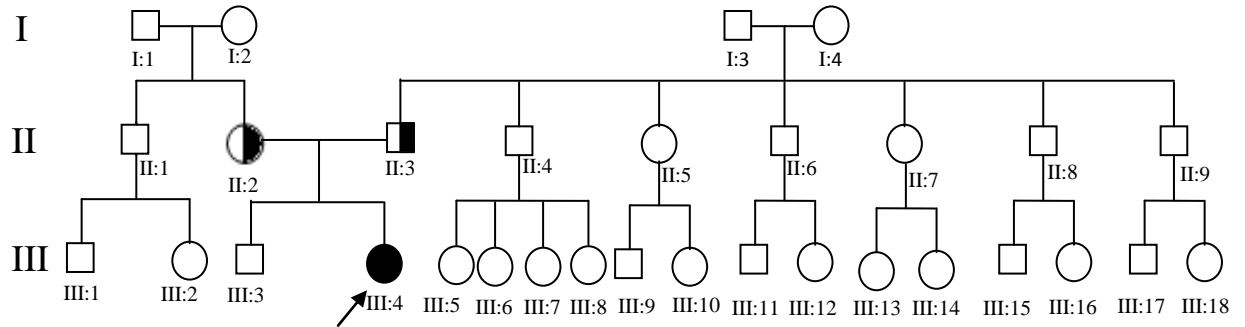 I
I:1 I:2 I:3 I:4
II
II:1 II:2 II:3 II:4 II:5 II:6 II:7 II:8 II:9
III
III:1 III:2 III:3 III:4 III:5 III:6 III:7 III:8 III:9 III:10 III:11 III:12 III:13 III:14 III:15 III:16 III:17 III:18